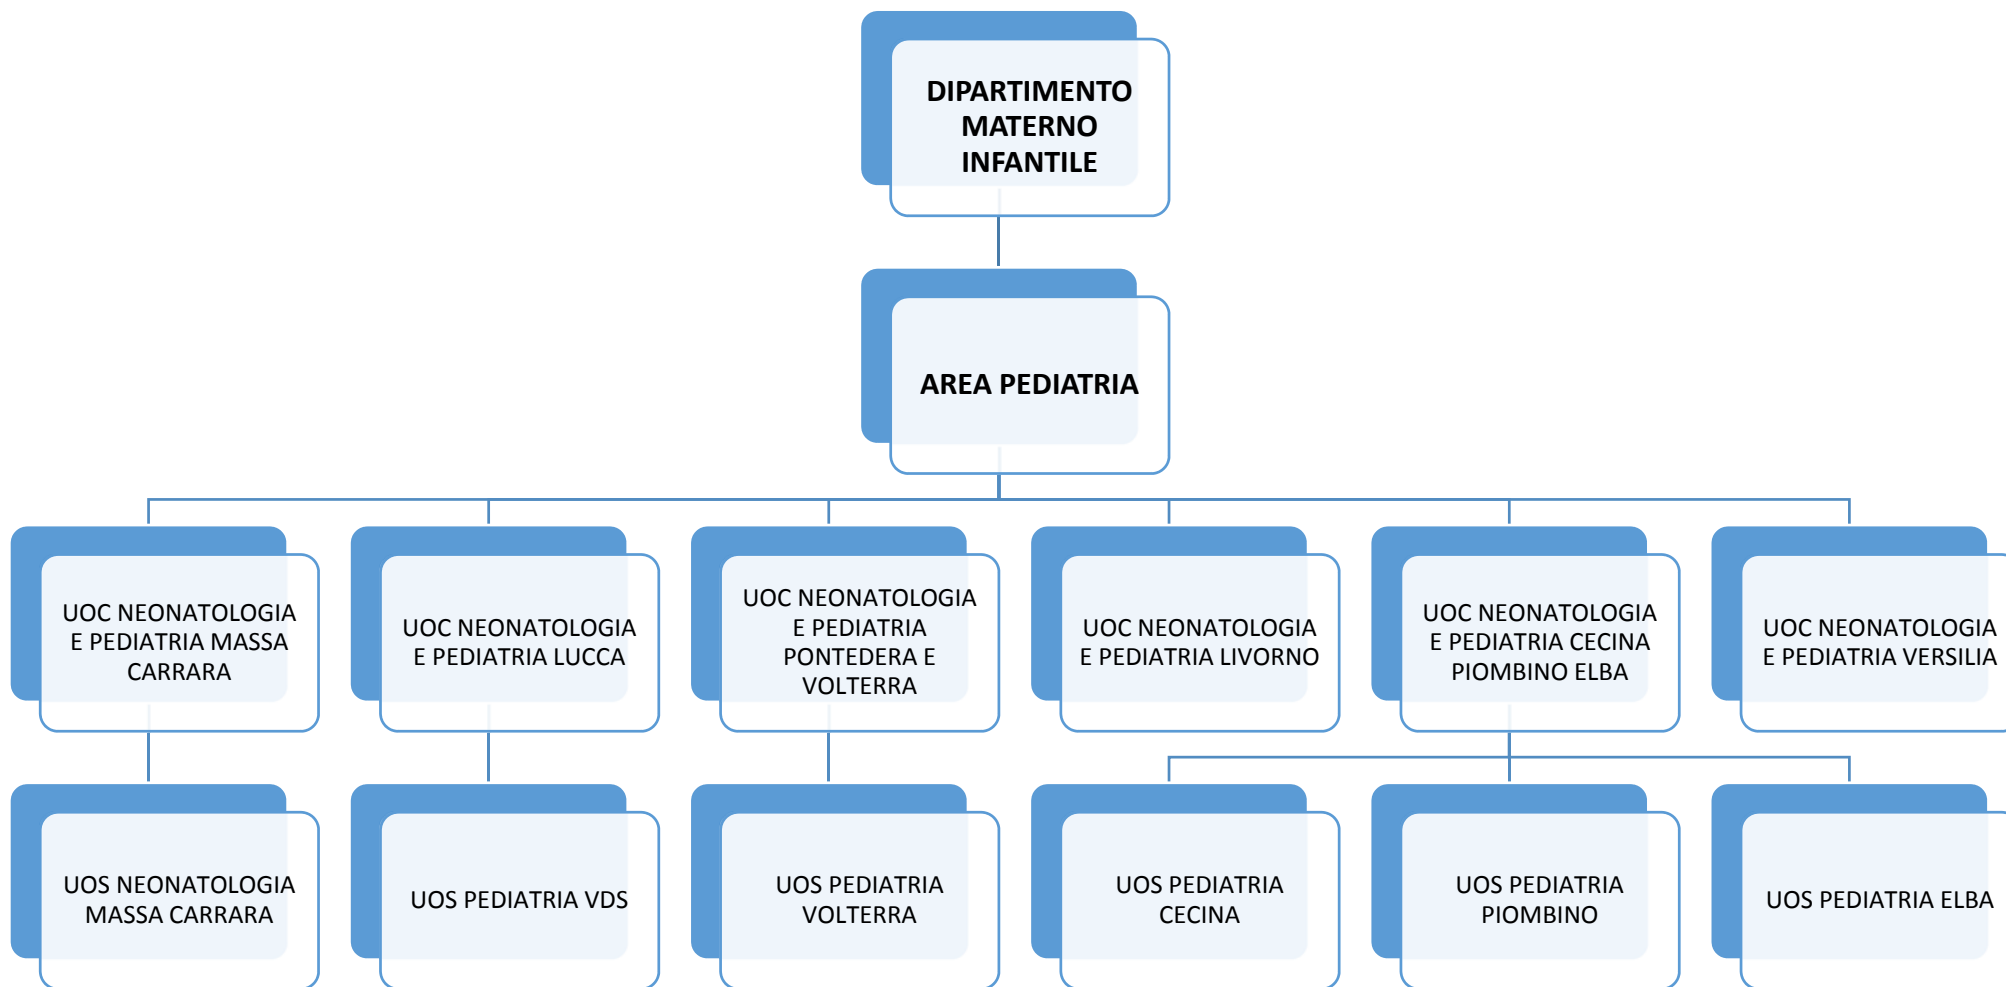 DIPARTIMENTO
MATERNO
INFANTILE
AREA PEDIATRIA
UOC NEONATOLOGIA
E PEDIATRIA MASSA
CARRARA
UOC NEONATOLOGIA
E PEDIATRIA LUCCA
UOC NEONATOLOGIA
E PEDIATRIA
PONTEDERA E
VOLTERRA
UOC NEONATOLOGIA
E PEDIATRIA LIVORNO
UOC NEONATOLOGIA
E PEDIATRIA CECINA
PIOMBINO ELBA
UOC NEONATOLOGIA
E PEDIATRIA VERSILIA
UOS NEONATOLOGIA
MASSA CARRARA
UOS PEDIATRIA VDS
UOS PEDIATRIA
VOLTERRA
UOS PEDIATRIA
CECINA
UOS PEDIATRIA
PIOMBINO
UOS PEDIATRIA ELBA